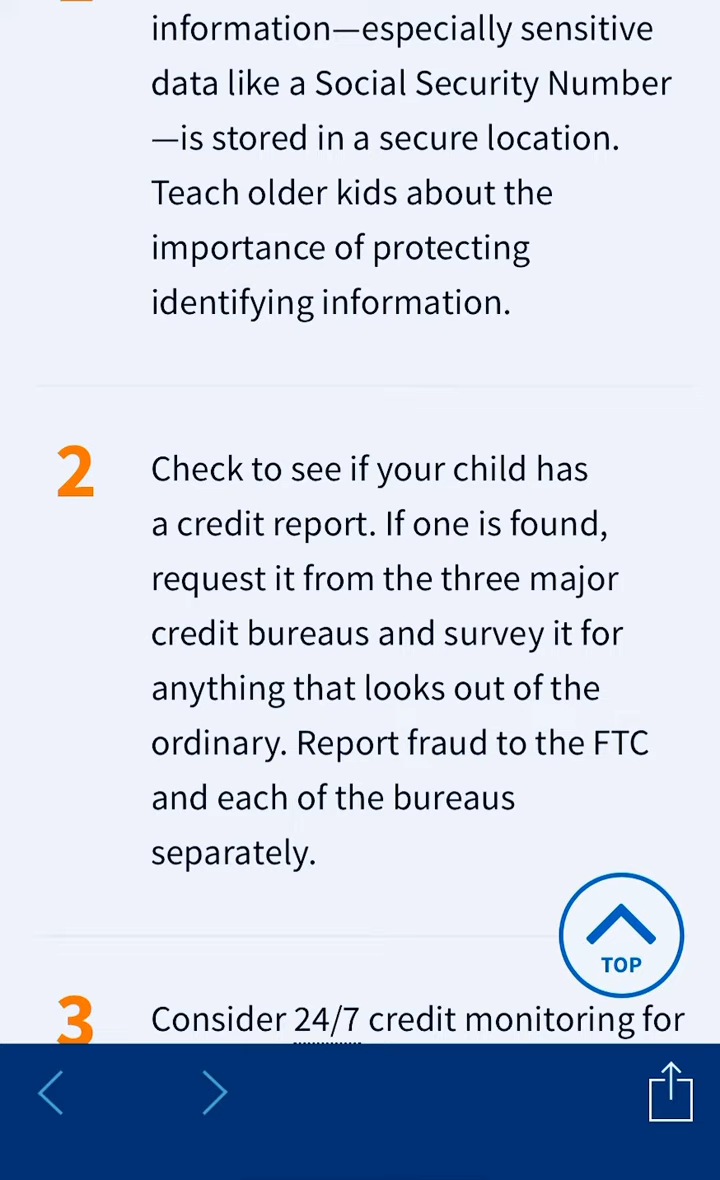 information—especially sensitive
data like a Social Security Number
—is stored in a secure location.
Teach older kids about the
importance of protecting
identifying information.
2
Check to see if your child has
a credit report. If one is found,
request it from the three major
credit bureaus and survey it for
anything that looks out of the
ordinary. Report fraud to the FTC
and each of the bureaus
separately.
TOP
3
Consider 24/7 credit monitoring for